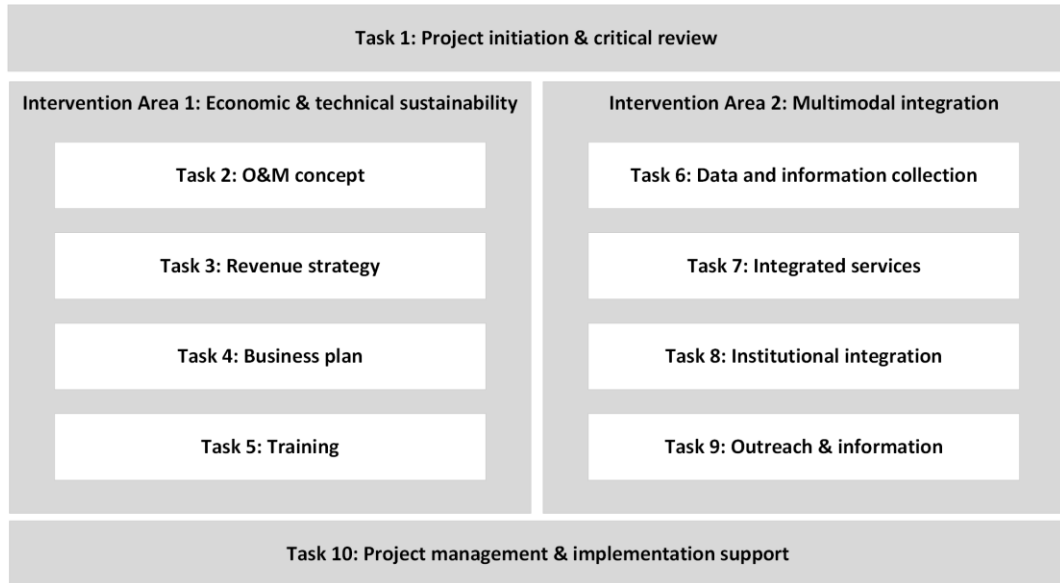 Task 1: Project initiation & critical review
Intervention Area 1: Economic & technical sustainability
Task 2: O&M concept
Task 3: Revenue strategy
Task 4: Business plan
Task 5: Training
Intervention Area 2: Multimodal integration
Task 6: Data and information collection
Task 7: Integrated services
Task 8: Institutional integration
Task 9: Outreach & information
Task 10: Project management & implementation support